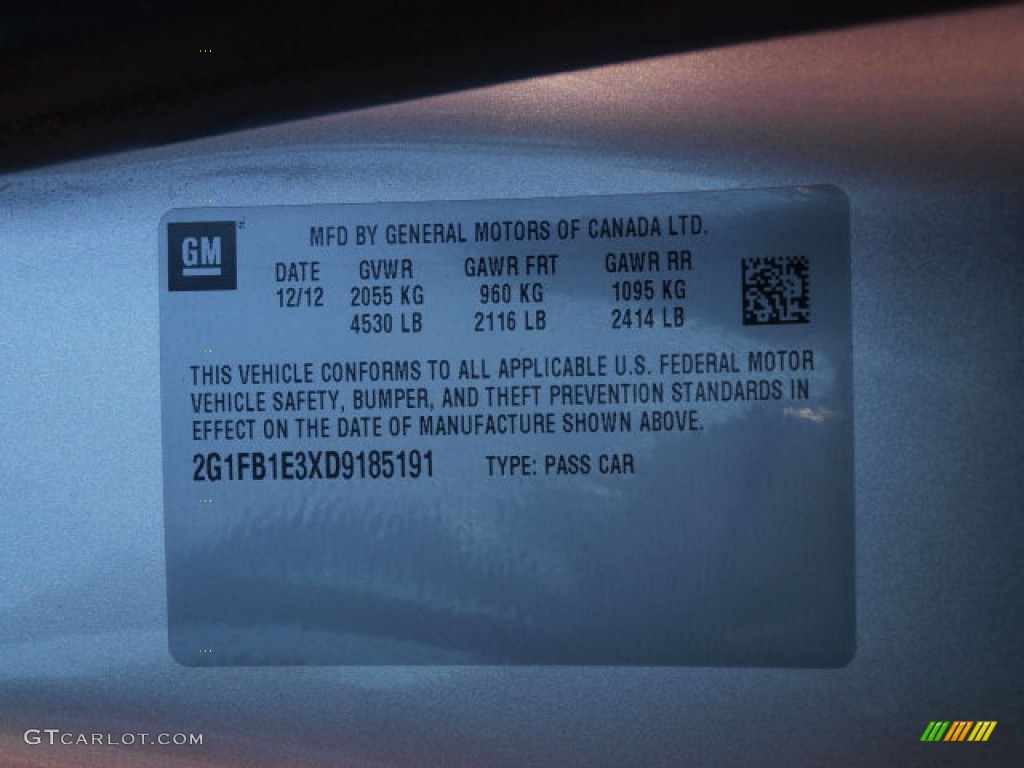 GM
MFD BY GENERAL MOTORS OF CANADA LTD.
DATE GVWR GAWR FRT GAWR RR
12/12 2055 KG 960 KG 1095 KG
4530 LB 2116 LB 2414 LB
THIS VEHICLE CONFORMS TO ALL APPLICABLE U.S. FEDERAL MOTOR
VEHICLE SAFETY, BUMPER, AND THEFT PREVENTION STANDARDS IN
EFFECT ON THE DATE OF MANUFACTURE SHOWN ABOVE.
2G1FB1E3XD9185191 TYPE: PASS CAR
GTCARLOT.COM